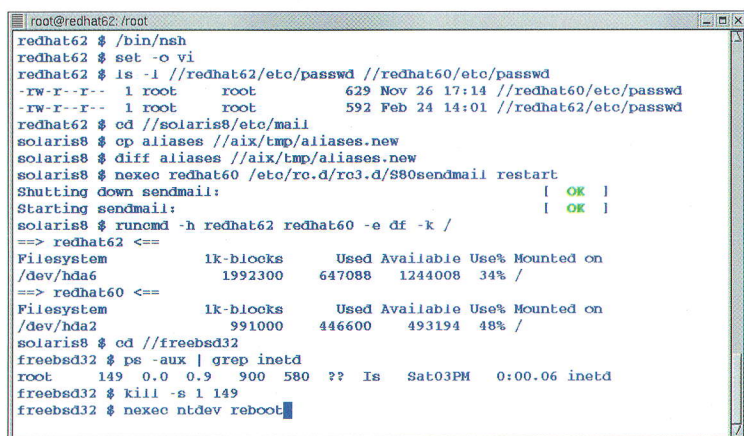 root@redhat62: /root
redhat62 $ /bin/nsh
redhat62 $ set -o vi
redhat62 $ ls -l //redhat62/etc/passwd //redhat60/etc/passwd
-rw-r--r-- 1 root root 629 Nov 26 17:14 //redhat60/etc/passwd
-rw-r--r-- 1 root root 592 Feb 24 14:01 //redhat62/etc/passwd
redhat62 $ cd //solaris8/etc/mail
solaris8 $ cp aliases //aix/tmp/aliases.new
solaris8 $ diff aliases //aix/tmp/aliases.new
solaris8 $ nexec redhat60 /etc/rc.d/rc3.d/S80sendmail restart
Shutting down sendmail: [ OK ]
Starting sendmail: [ OK ]
solaris8 $ runcmd -h redhat62 redhat60 -e df -k /
==> redhat62 <==
Filesystem 1k-blocks Used Available Use% Mounted on
/dev/hda6 1992300 647088 1244008 34% /
==> redhat60 <==
Filesystem 1k-blocks Used Available Use% Mounted on
/dev/hda2 991000 446600 493194 48% /
solaris8 $ cd //freebsd32
freebsd32 $ ps -aux | grep inetd
root 149 0.0 0.9 900 580 ?? Is Sat03PM 0:00.06 inetd
freebsd32 $ kill -s 1 149
freebsd32 $ nexec ntdev reboot